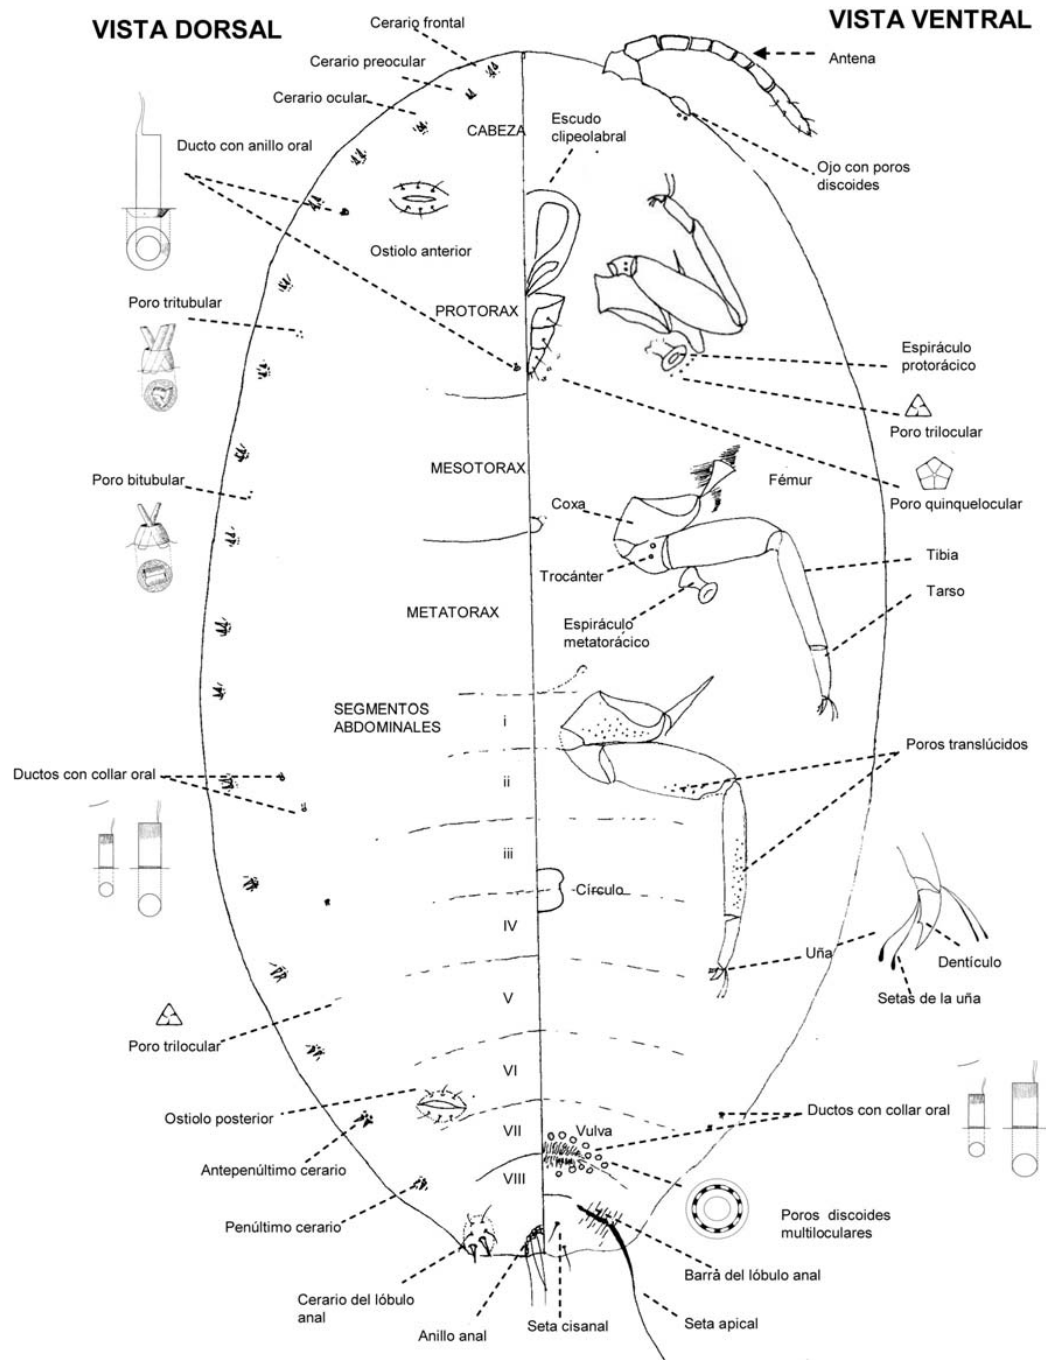 VISTA DORSAL
VISTA VENTRAL
Cerario frontal
Cerario preocular
Cerario ocular
CABEZA
Ducto con anillo oral
Ostiolo anterior
Poro tritubular
PROTORAX
MESOTORAX
Poro bitubular
METATORAX
SEGMENTOS
ABDOMINALES
Ductos con collar oral
i
ii
iii
IV
V
VI
VII
VIII
Poro trilocular
Ostiolo posterior
Antepenúltimo cerario
Penúltimo cerario
Cerario del lóbulo
anal
Anillo anal
Antena
Escudo
clipeolabral
Ojo con poros
discoides
Espiráculo
protorácico
Poro trilocular
Poro quinquelocular
Fémur
Coxa
Trocánter
Tibia
Tarso
Espiráculo
metatorácico
Poros translúcidos
Círculo
Uña
Dentículo
Setas de la uña
Ductos con collar oral
Vulva
Poros discoides
multiloculares
Barra del lóbulo anal
Seta cisanal
Seta apical